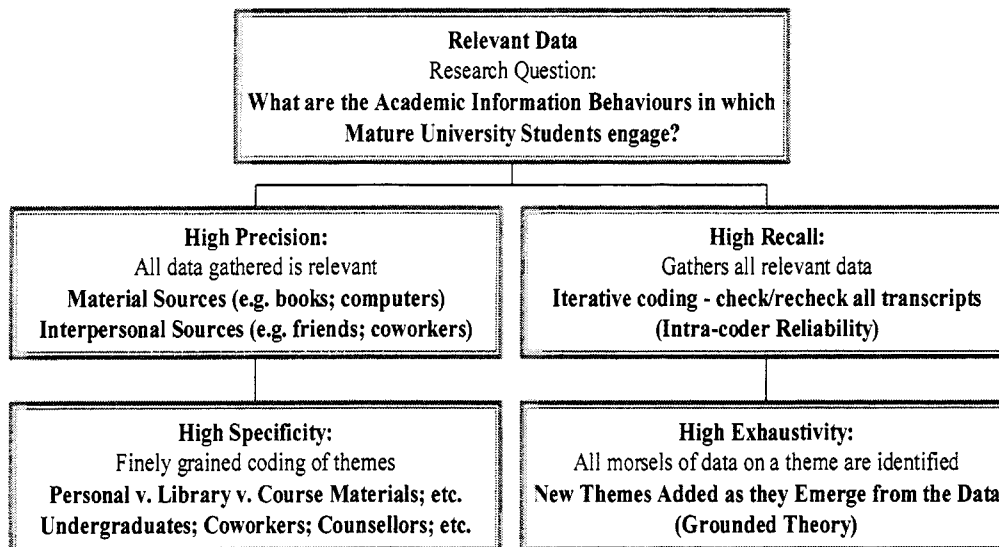 Relevant Data
Research Question:
What are the Academic Information Behaviours in which
Mature University Students engage?
High Precision:
All data gathered is relevant
Material Sources (e.g. books; computers)
Interpersonal Sources (e.g. friends; coworkers)
High Recall:
Gathers all relevant data
Iterative coding - check/recheck all transcripts
(Intra-coder Reliability)
High Specificity:
Finely grained coding of themes
Personal v. Library v. Course Materials; etc.
Undergraduates; Coworkers; Counsellors; etc.
High Exhaustivity:
All morsels of data on a theme are identified
New Themes Added as they Emerge from the Data
(Grounded Theory)